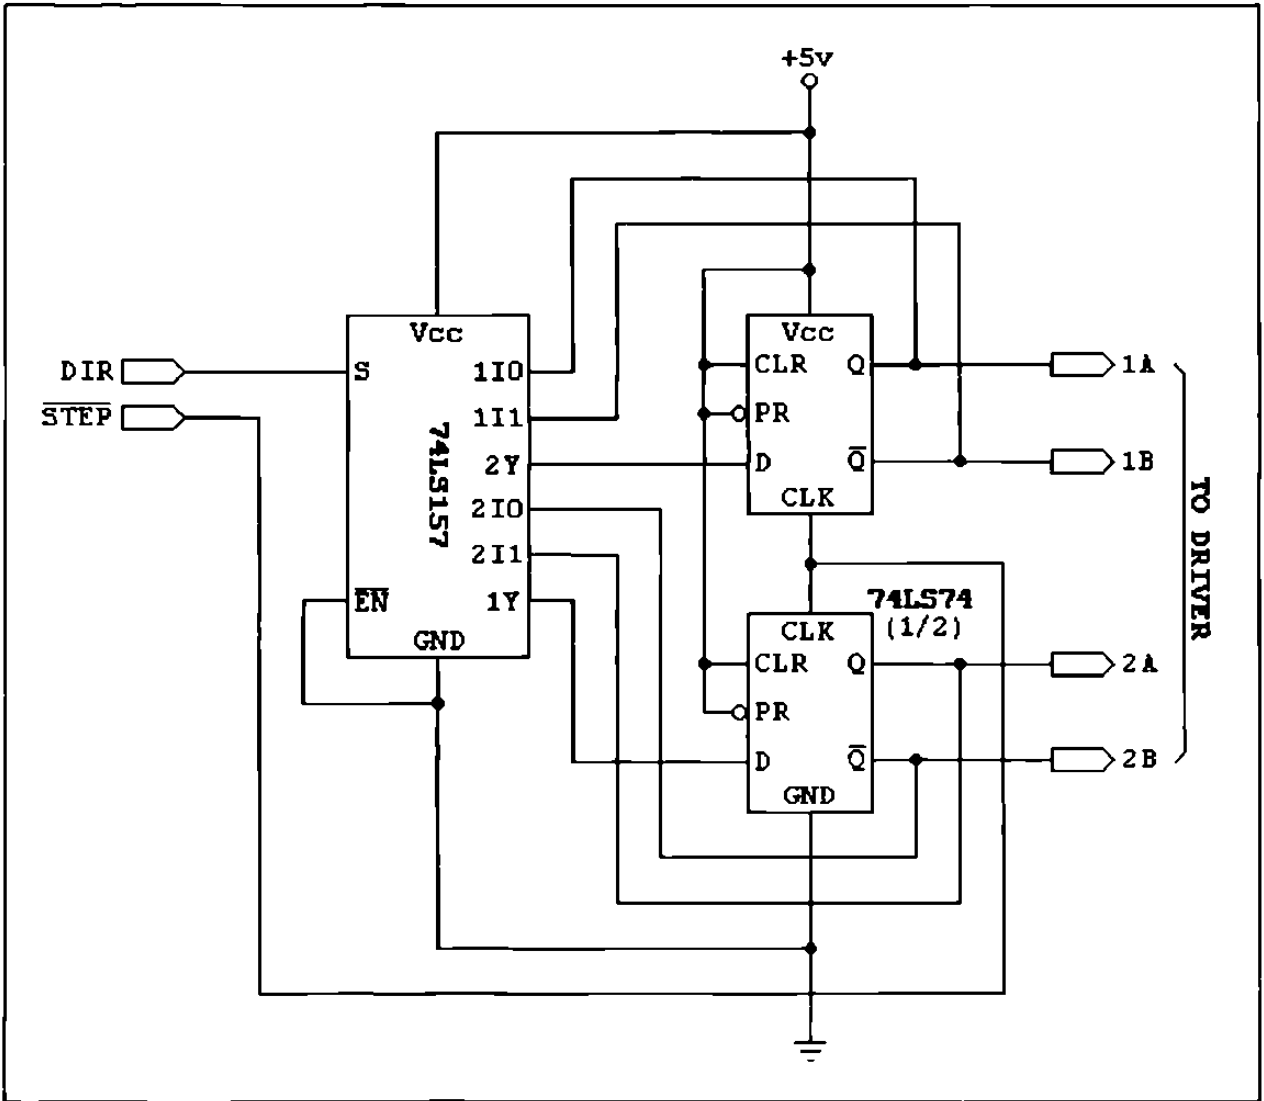 +5v
DIR
STEP
Vcc
S
1I0
1I1
2Y
2I0
2I1
1Y
EN
GND
74LS157
Vcc
CLR
Q
PR
D
Q
CLK
74LS74
(1/2)
CLK
CLR
Q
PR
D
Q
GND
1A
1B
2A
2B
TO DRIVER